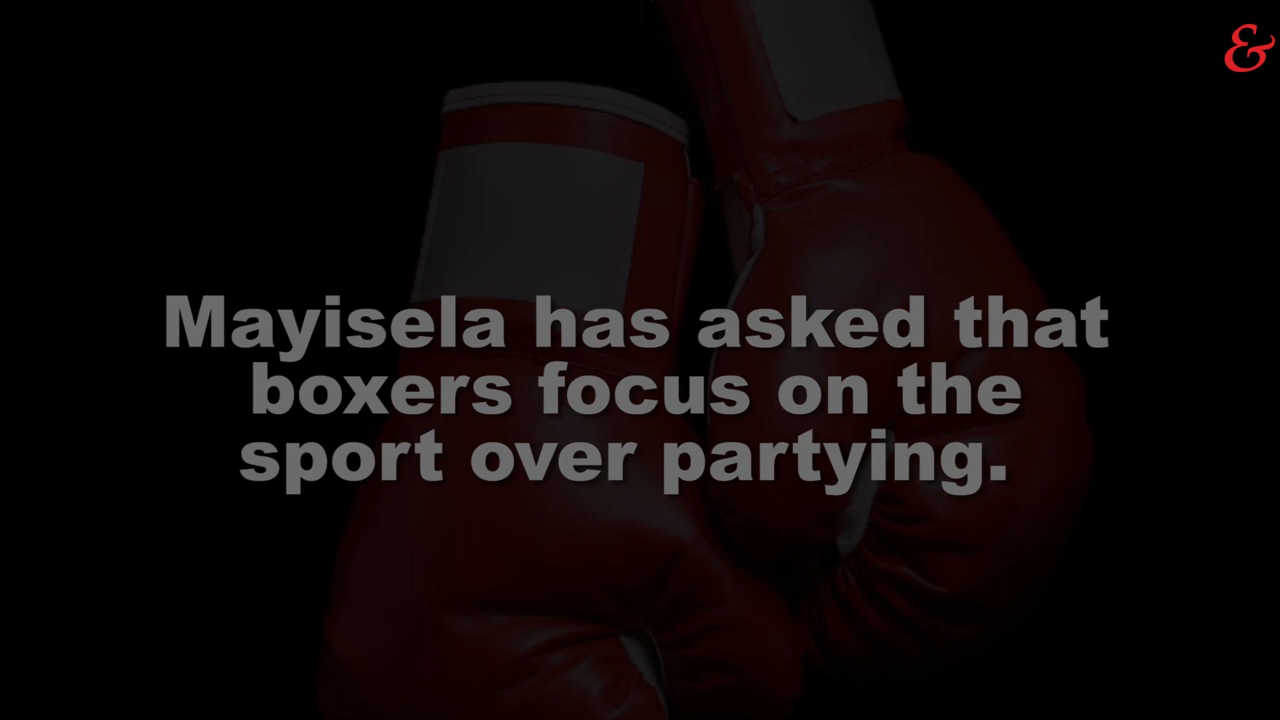 &
Mayisela has asked that
boxers focus on the
sport over partying.